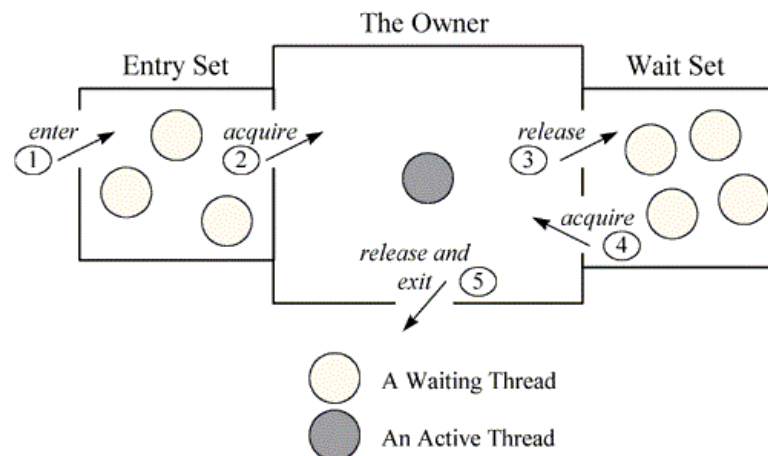 The Owner
Entry Set
Wait Set
enter
1
acquire
2
release
3
acquire
4
release and
exit
5
A Waiting Thread
An Active Thread